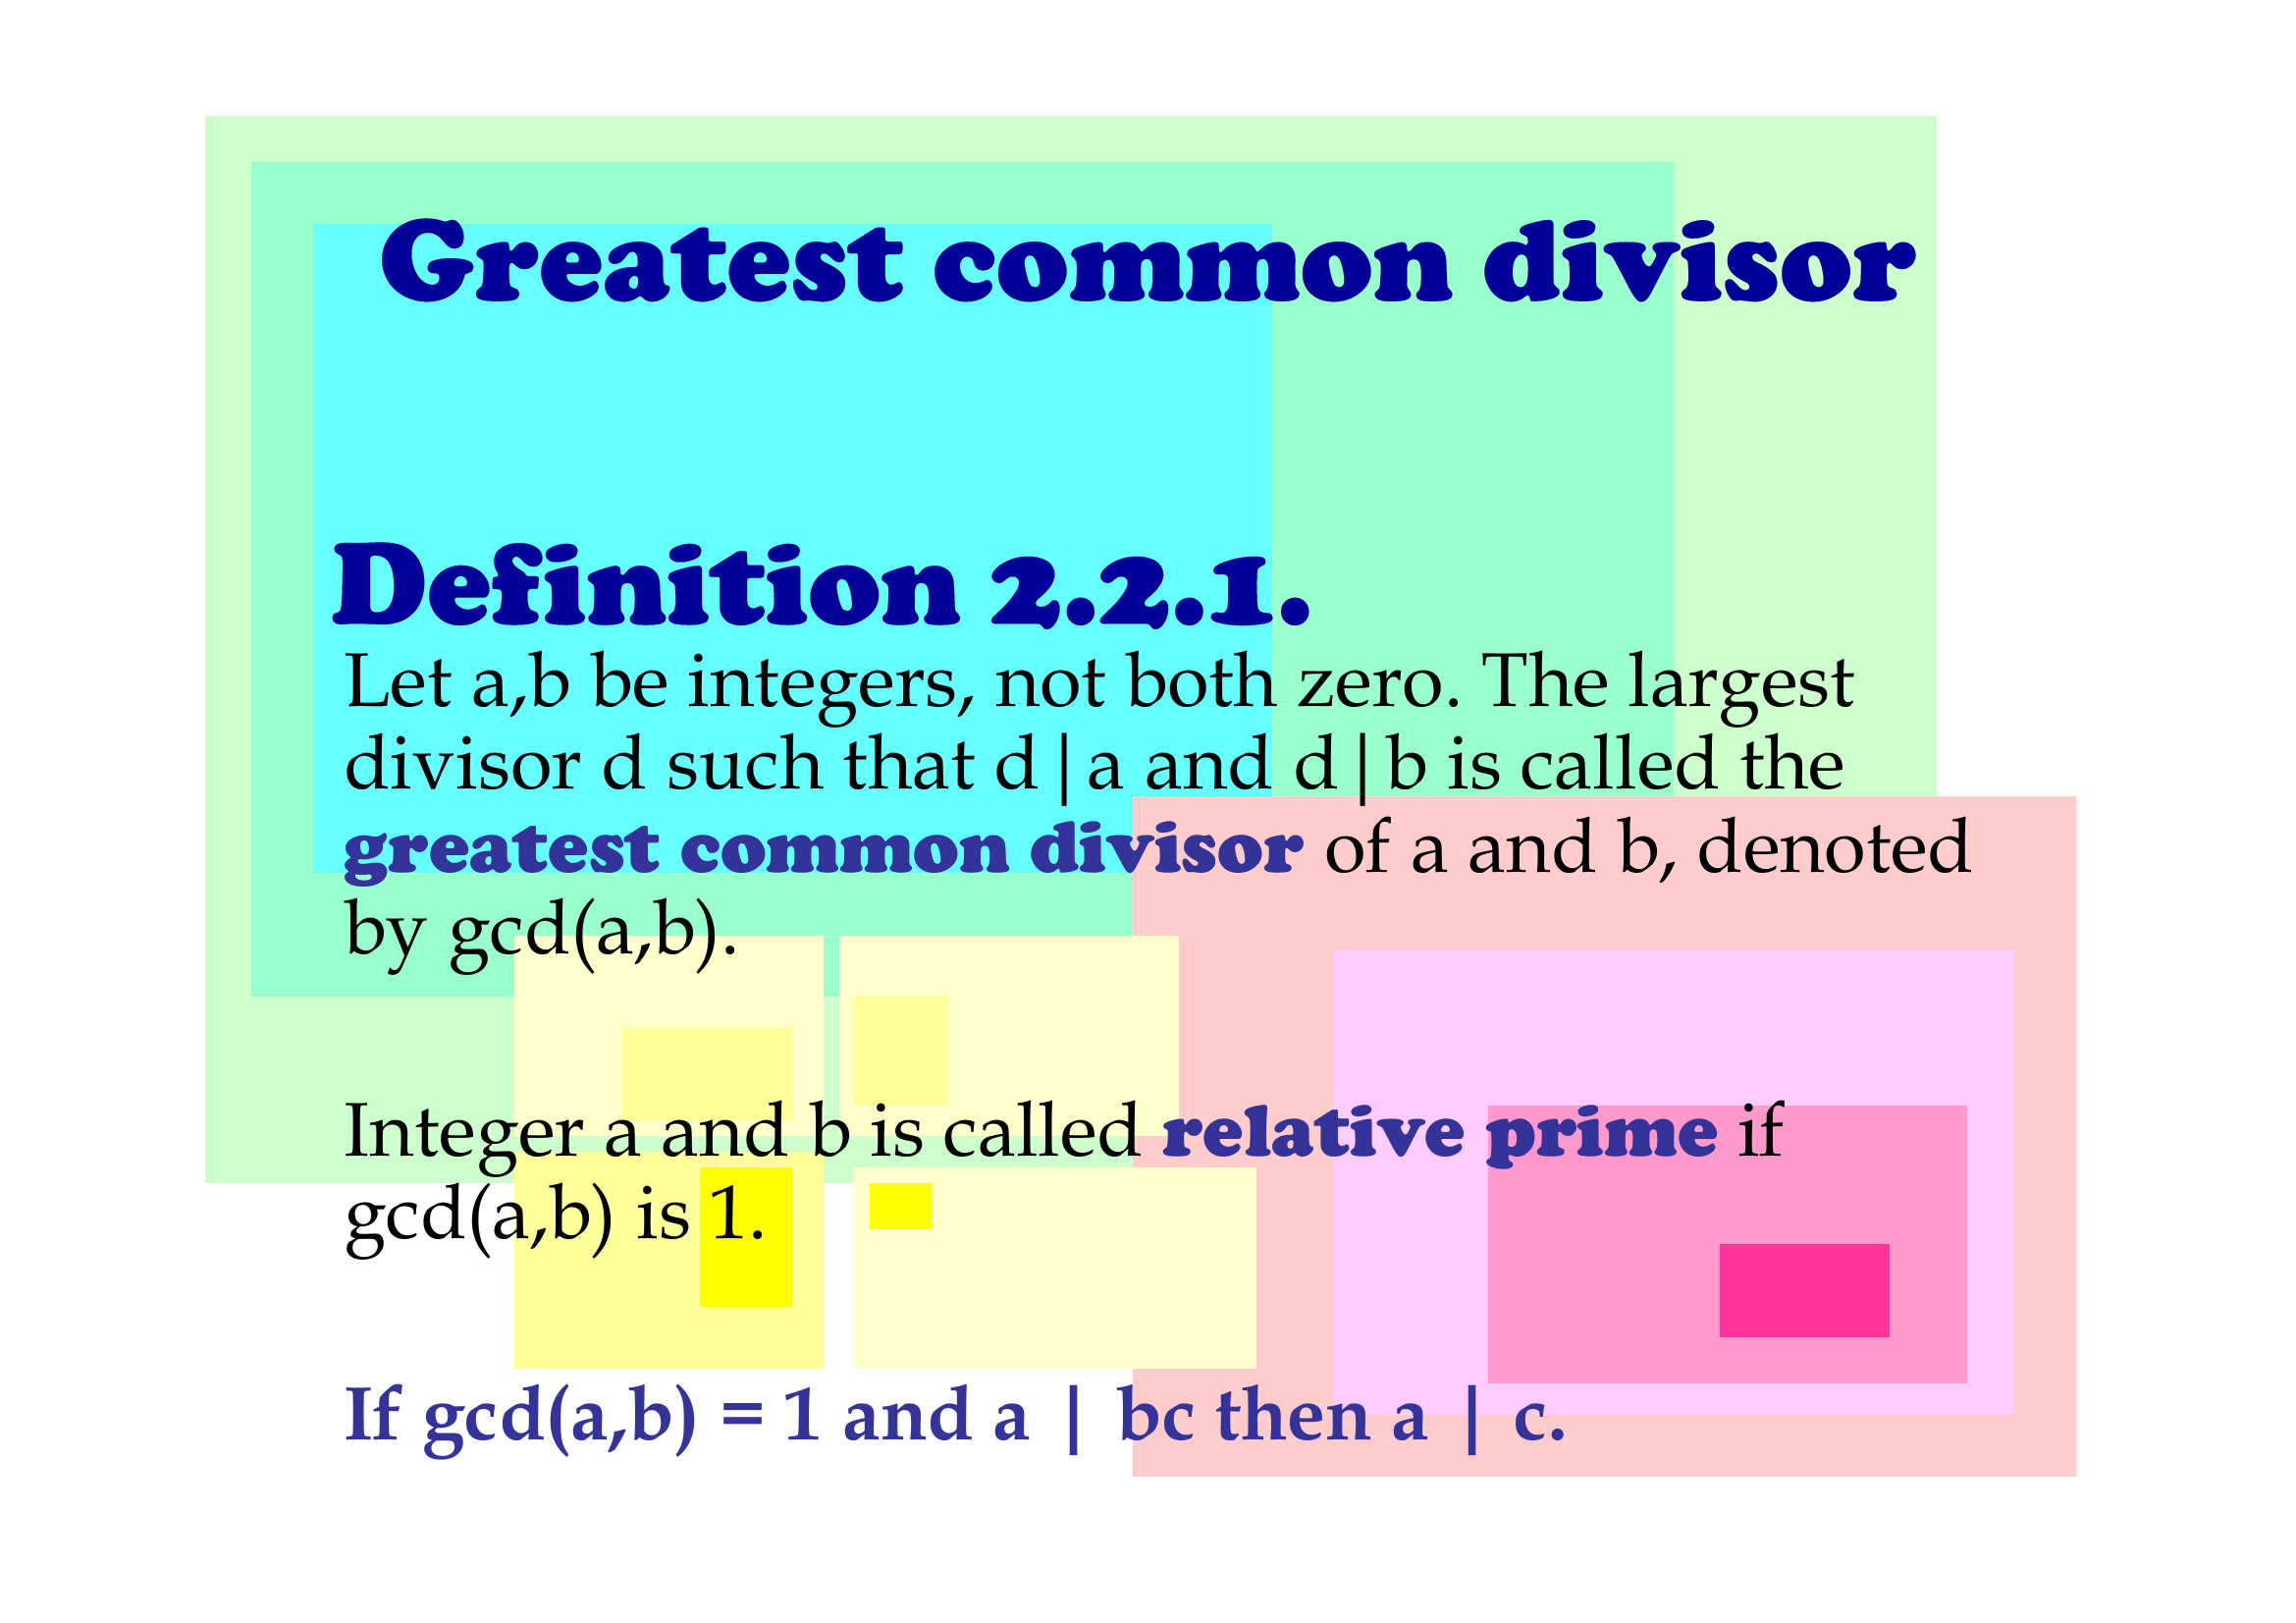 Greatest common divisor
Definition 2.2.1.
Let a,b be integers, not both zero. The largest
divisor d such that d|a and d|b is called the
greatest common divisor of a and b, denoted
by gcd(a,b).
Integer a and b is called relative prime if
gcd(a,b) is 1.
If gcd(a,b) = 1 and a | bc then a | c.